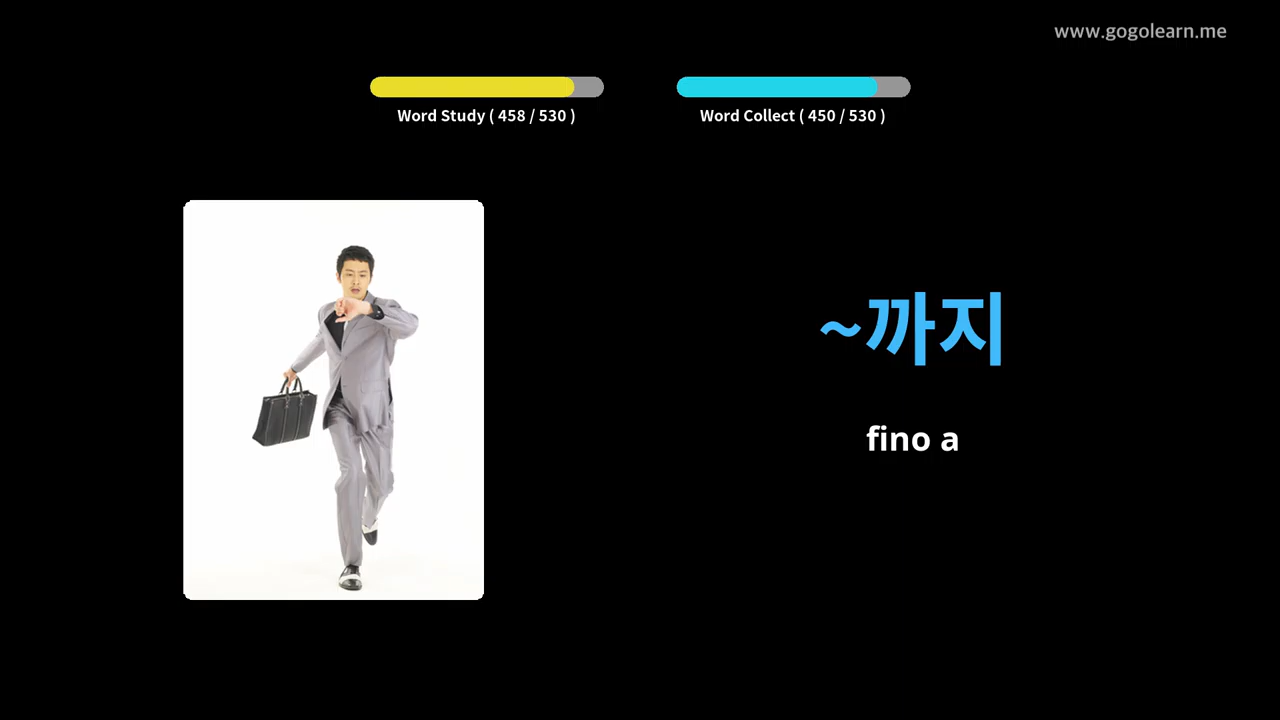 www.gogolearn.me
Word Study ( 458 / 530 )
Word Collect ( 450 / 530 )
~까지
fino a